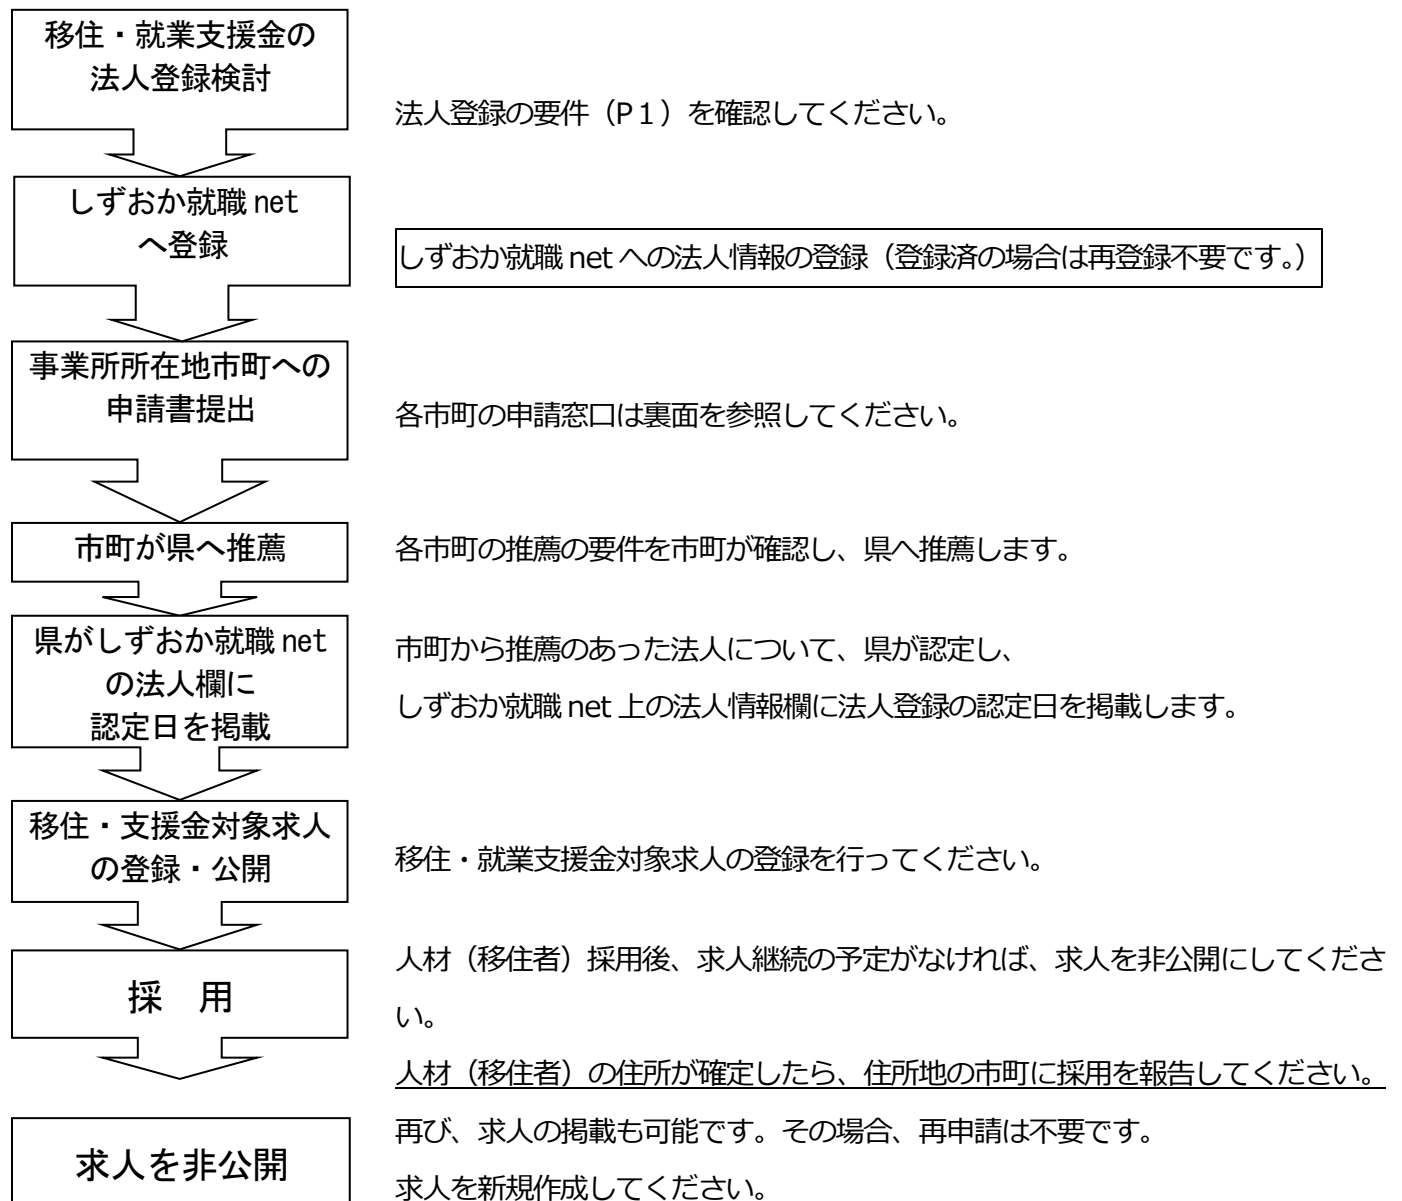 移住・就業支援金の
法人登録検討
法人登録の要件（P１）を確認してください。
しずおか就職 net
へ登録
しずおか就職 net への法人情報の登録（登録済の場合は再登録不要です。）
事業所所在地市町への
申請書提出
各市町の申請窓口は裏面を参照してください。
市町が県へ推薦
各市町の推薦の要件を市町が確認し、県へ推薦します。
県がしずおか就職 net
の法人欄に
認定日を掲載
市町から推薦のあった法人について、県が認定し、
しずおか就職 net 上の法人情報欄に法人登録の認定日を掲載します。
移住・支援金対象求人
の登録・公開
移住・就業支援金対象求人の登録を行ってください。
採　用
人材（移住者）採用後、求人継続の予定がなければ、求人を非公開にしてくださ
い。
人材（移住者）の住所が確定したら、住所地の市町に採用を報告してください。
求人を非公開
再び、求人の掲載も可能です。その場合、再申請は不要です。
求人を新規作成してください。